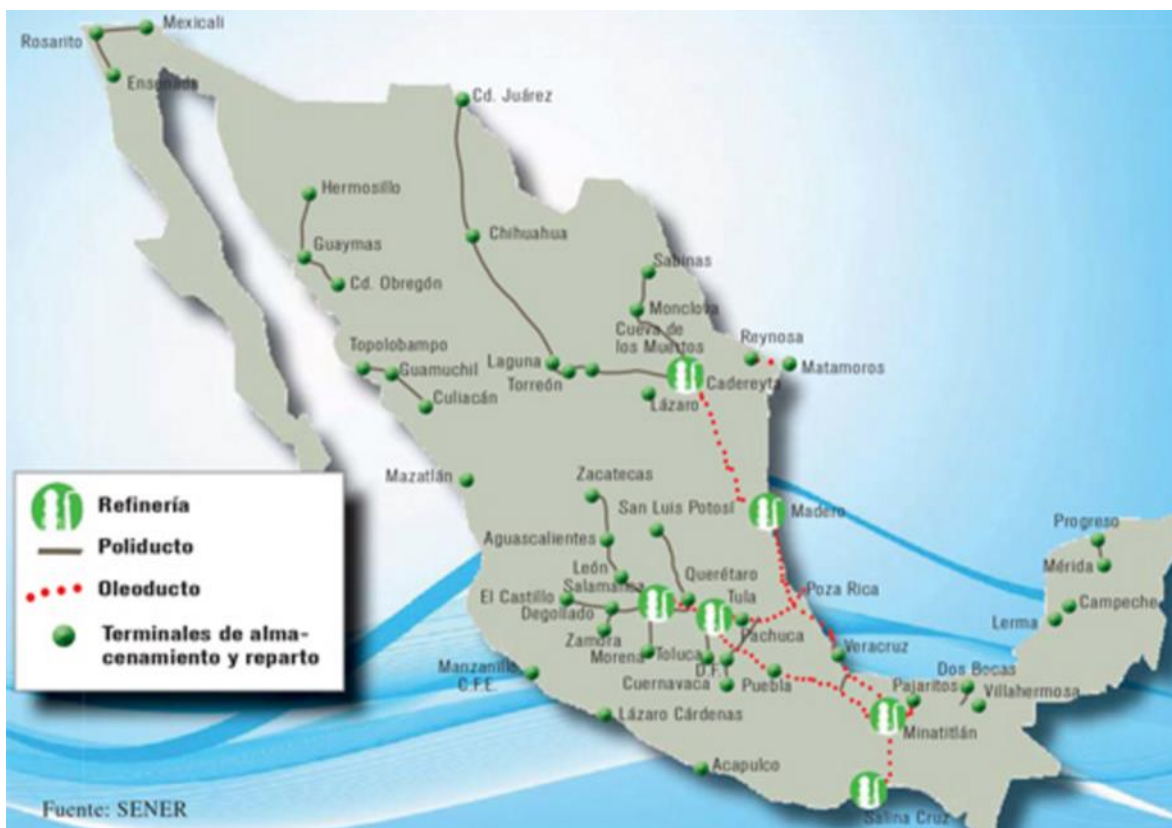 Mexicali
Rosarito
Ensenada
Cd. Juárez
Hermosillo
Chihuahua
Guaymas
Sabinas
Cd. Obregón
Monclova
Cueva de
los Muertos
Reynosa
Topolobampo
Laguna
Matamoros
Guamuchil
Torreón
Cadereyta
Culiacán
Lázaro
Mazatlán
Zacatecas
San Luis Potosí
Madero
Progreso
Aguascalientes
Mérida
León
Querétaro
Salamanca
El Castillo
Tula
Poza Rica
Campeche
Degollado
Lerma
Zamora
Pachuca
Morena
Toluca
Veracruz
Manzanillo
C.F.E.
D.F.
Dos Bocas
Cuernavaca
Puebla
Pajaritos
Villahermosa
Lázaro Cárdenas
Minatitlán
Acapulco
Salina Cruz
Refinería
Poliducto
Oleoducto
Terminales de alma-
cenamiento y reparto
Fuente: SENER